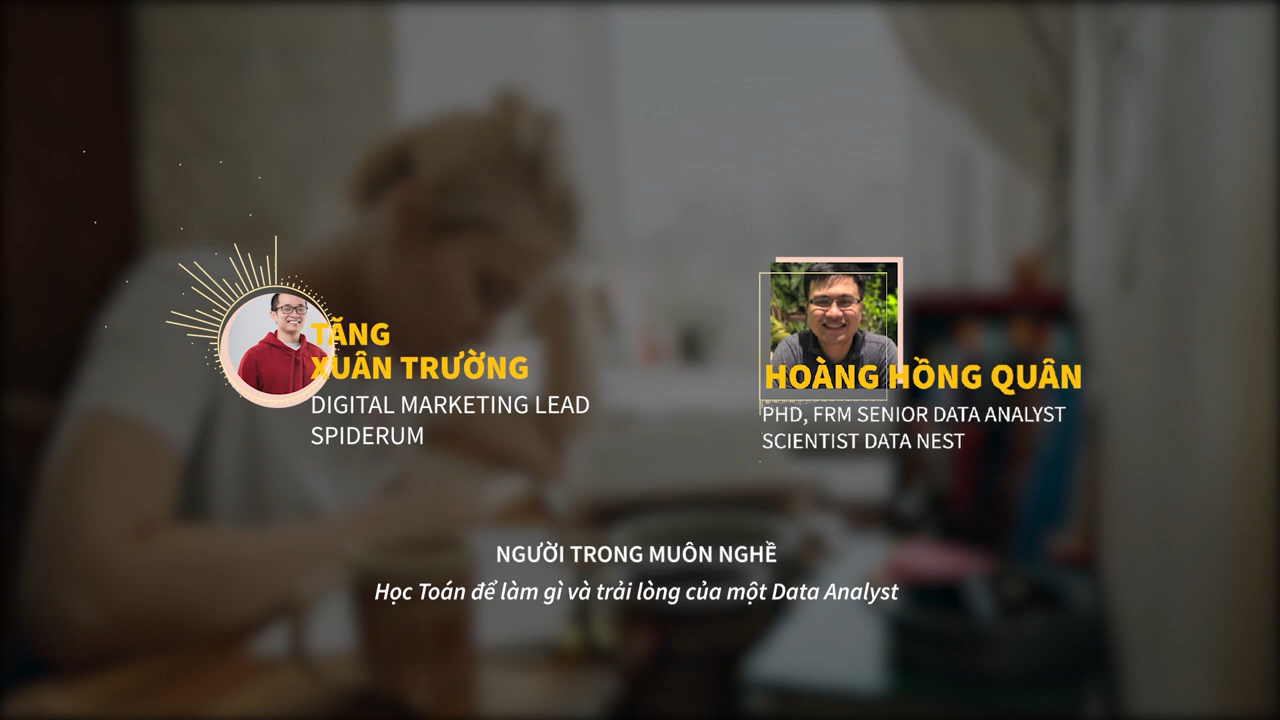 TĂNG
XUÂN TRƯỜNG
DIGITAL MARKETING LEAD
SPIDERUM
HOÀNG HỒNG QUÂN
PHD, FRM SENIOR DATA ANALYST
SCIENTIST DATA NEST
NGƯỜI TRONG MUÔN NGHỀ
Học Toán để làm gì và trải lòng của một Data Analyst